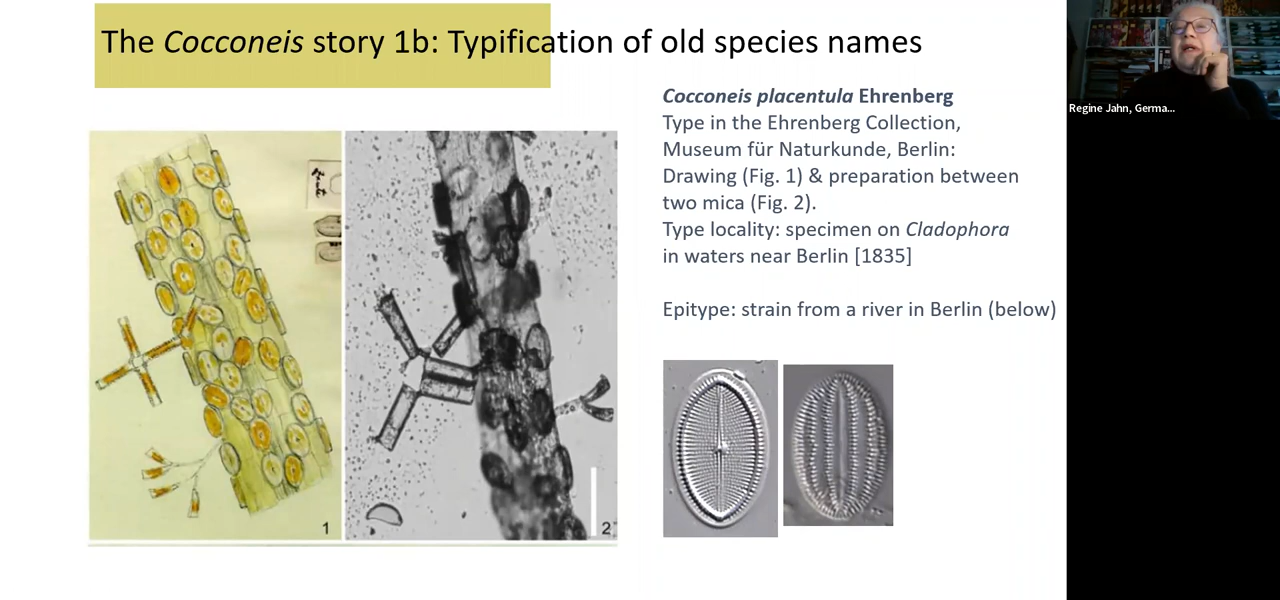 The Cocconeis story 1b: Typification of old species names
Cocconeis placentula Ehrenberg
Type in the Ehrenberg Collection,
Museum für Naturkunde, Berlin:
Drawing (Fig. 1) & preparation between
two mica (Fig. 2).
Type locality: specimen on Cladophora
in waters near Berlin [1835]
Epitype: strain from a river in Berlin (below)
1
2
Regine Jahn, Germa...